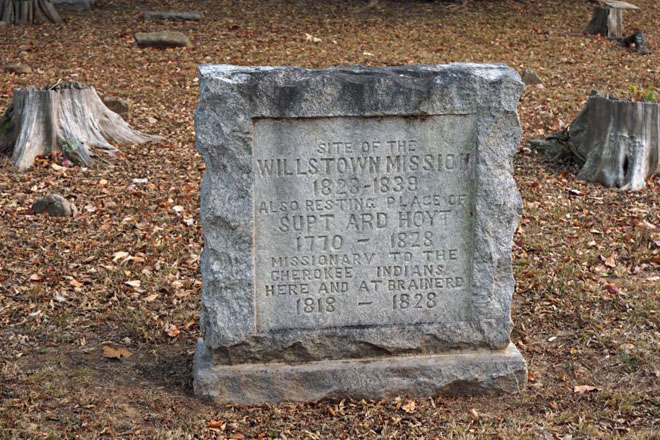 SITE OF THE
WILLSTOWN MISSION
1823-1839
ALSO RESTING PLACE OF
SUPT ARD HOYT
1770 - 1828
MISSIONARY TO THE
CHEROKEE INDIANS
HERE AND AT BRAINERD
1818 - 1828